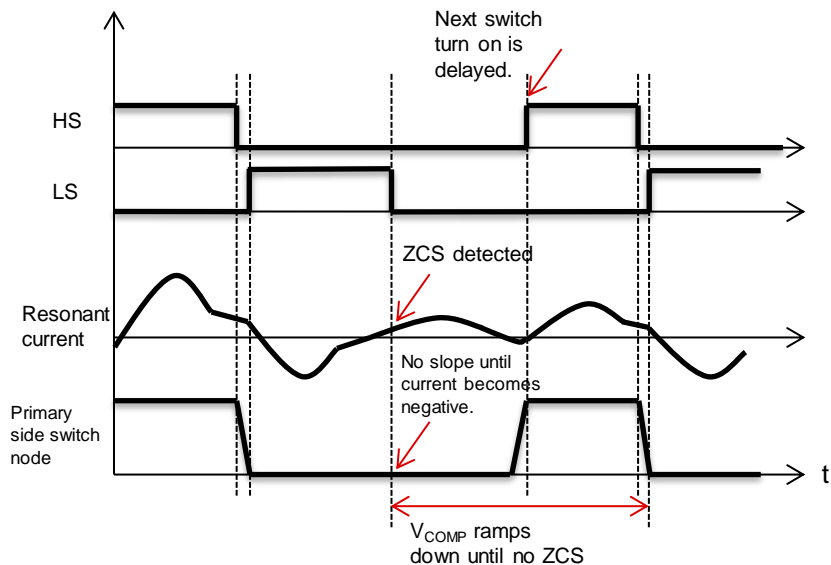 Next switch
turn on is
delayed.
HS
LS
ZCS detected
Resonant
current
No slope until
current becomes
negative.
Primary
side switch
node
t
V_COMP ramps
down until no ZCS